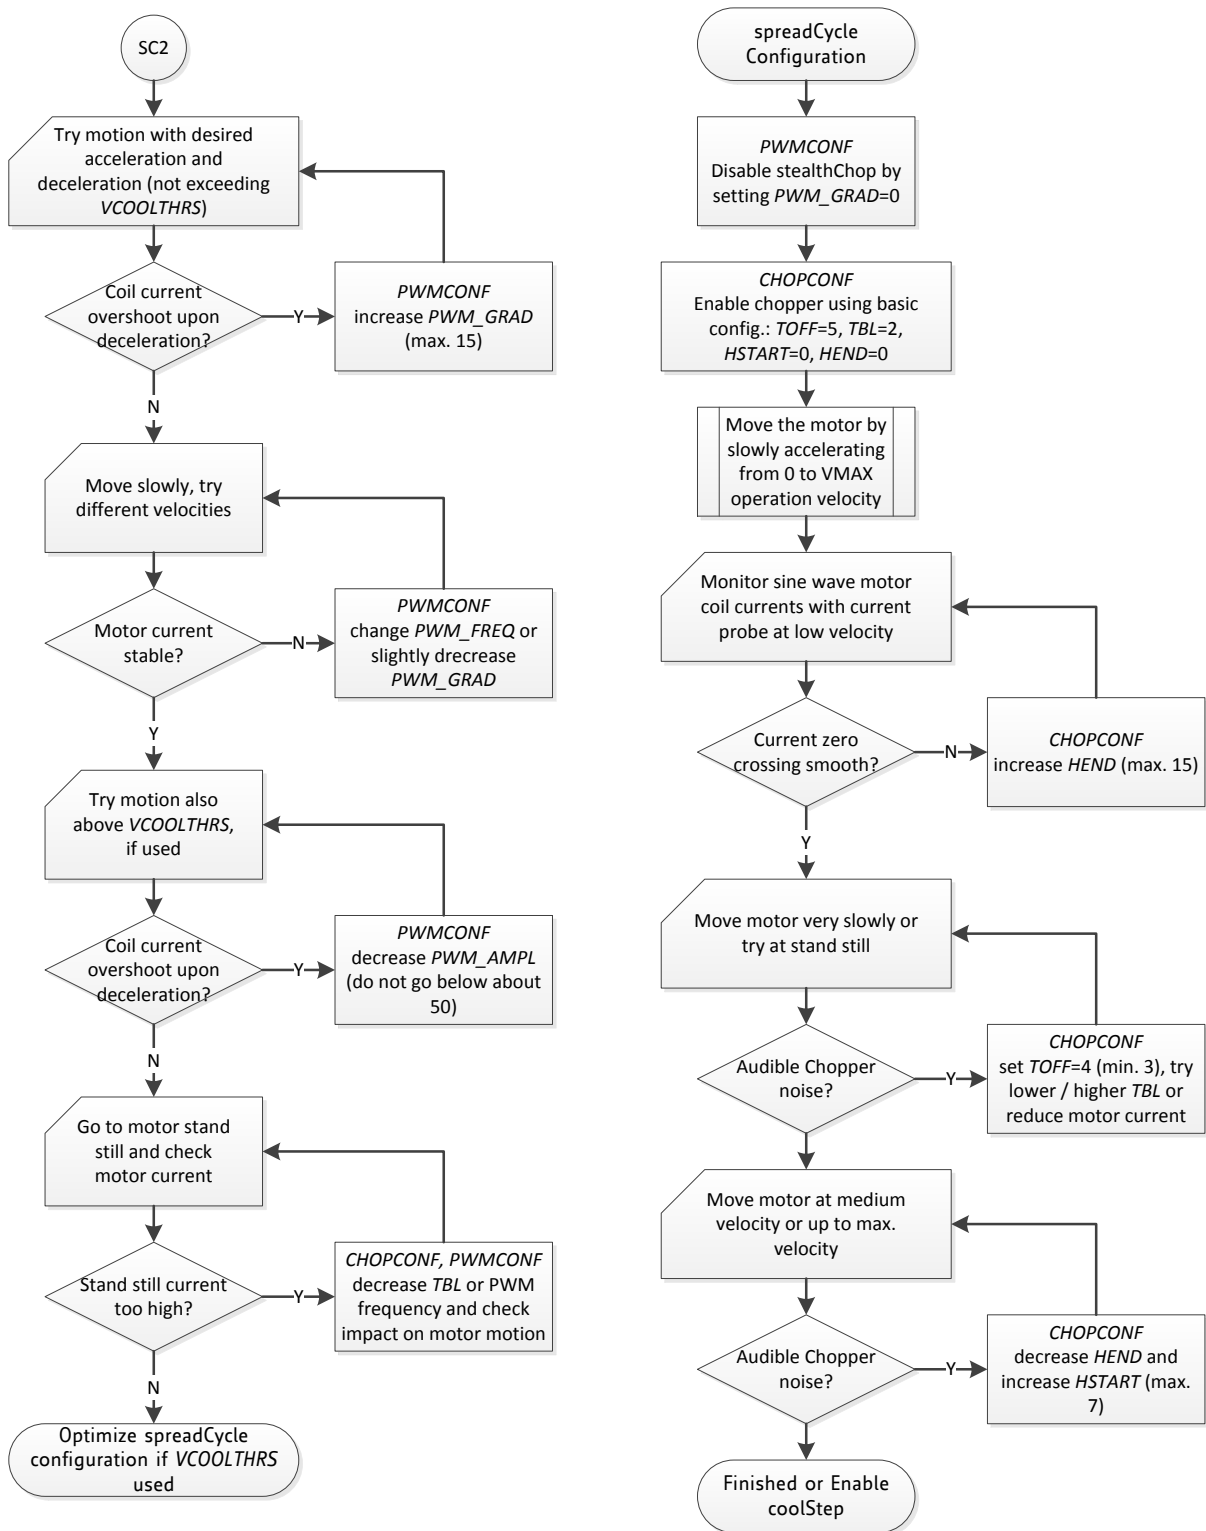 SC2
Try motion with desired
acceleration and
deceleration (not exceeding
VCOOLTHRS)
Coil current
overshoot upon
deceleration?
Y
PWMCONF
increase PWM_GRAD
(max. 15)
N
Move slowly, try
different velocities
Motor current
stable?
N
PWMCONF
change PWM_FREQ or
slightly drecrease
PWM_GRAD
Y
Try motion also
above VCOOLTHRS,
if used
Coil current
overshoot upon
deceleration?
Y
PWMCONF
decrease PWM_AMPL
(do not go below about
50)
N
Go to motor stand
still and check
motor current
Stand still current
too high?
Y
CHOPCONF, PWMCONF
decrease TBL or PWM
frequency and check
impact on motor motion
N
Optimize spreadCycle
configuration if VCOOLTHRS
used
spreadCycle
Configuration
PWMCONF
Disable stealthChop by
setting PWM_GRAD=0
CHOPCONF
Enable chopper using basic
config.: TOFF=5, TBL=2,
HSTART=0, HEND=0
Move the motor by
slowly accelerating
from 0 to VMAX
operation velocity
Monitor sine wave motor
coil currents with current
probe at low velocity
Current zero
crossing smooth?
N
CHOPCONF
increase HEND (max. 15)
Y
Move motor very slowly or
try at stand still
Audible Chopper
noise?
Y
CHOPCONF
set TOFF=4 (min. 3), try
lower / higher TBL or
reduce motor current
Move motor at medium
velocity or up to max.
velocity
Audible Chopper
noise?
Y
CHOPCONF
decrease HEND and
increase HSTART (max.
7)
Finished or Enable
coolStep